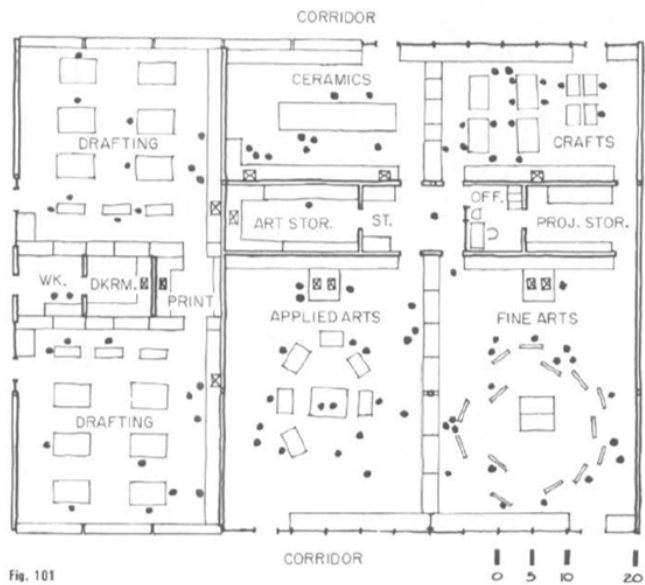 CORRIDOR
CERAMICS
DRAFTING
CRAFTS
OFF.
ART STOR.
ST.
PROJ. STOR.
WK.
DKRM.
PRINT
APPLIED ARTS
FINE ARTS
DRAFTING
CORRIDOR
Fig. 101
0 5 10 20